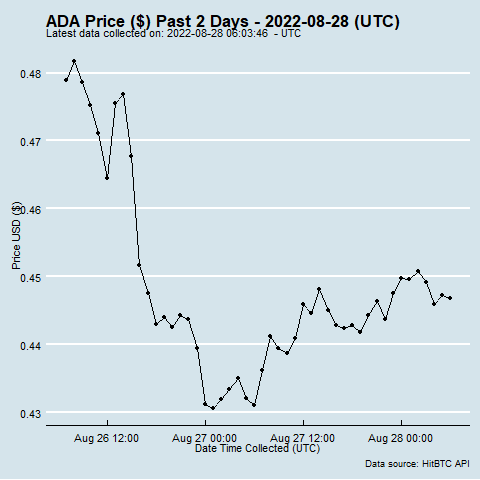 ADA Price ($) Past 2 Days - 2022-08-28 (UTC)
Latest data collected on: 2022-08-28 06:03:46 - UTC
0.48
0.47
0.46
0.45
0.44
0.43
Price USD ($)
Aug 26 12:00 Aug 27 00:00 Aug 27 12:00 Aug 28 00:00
Date Time Collected (UTC)
Data source: HitBTC API